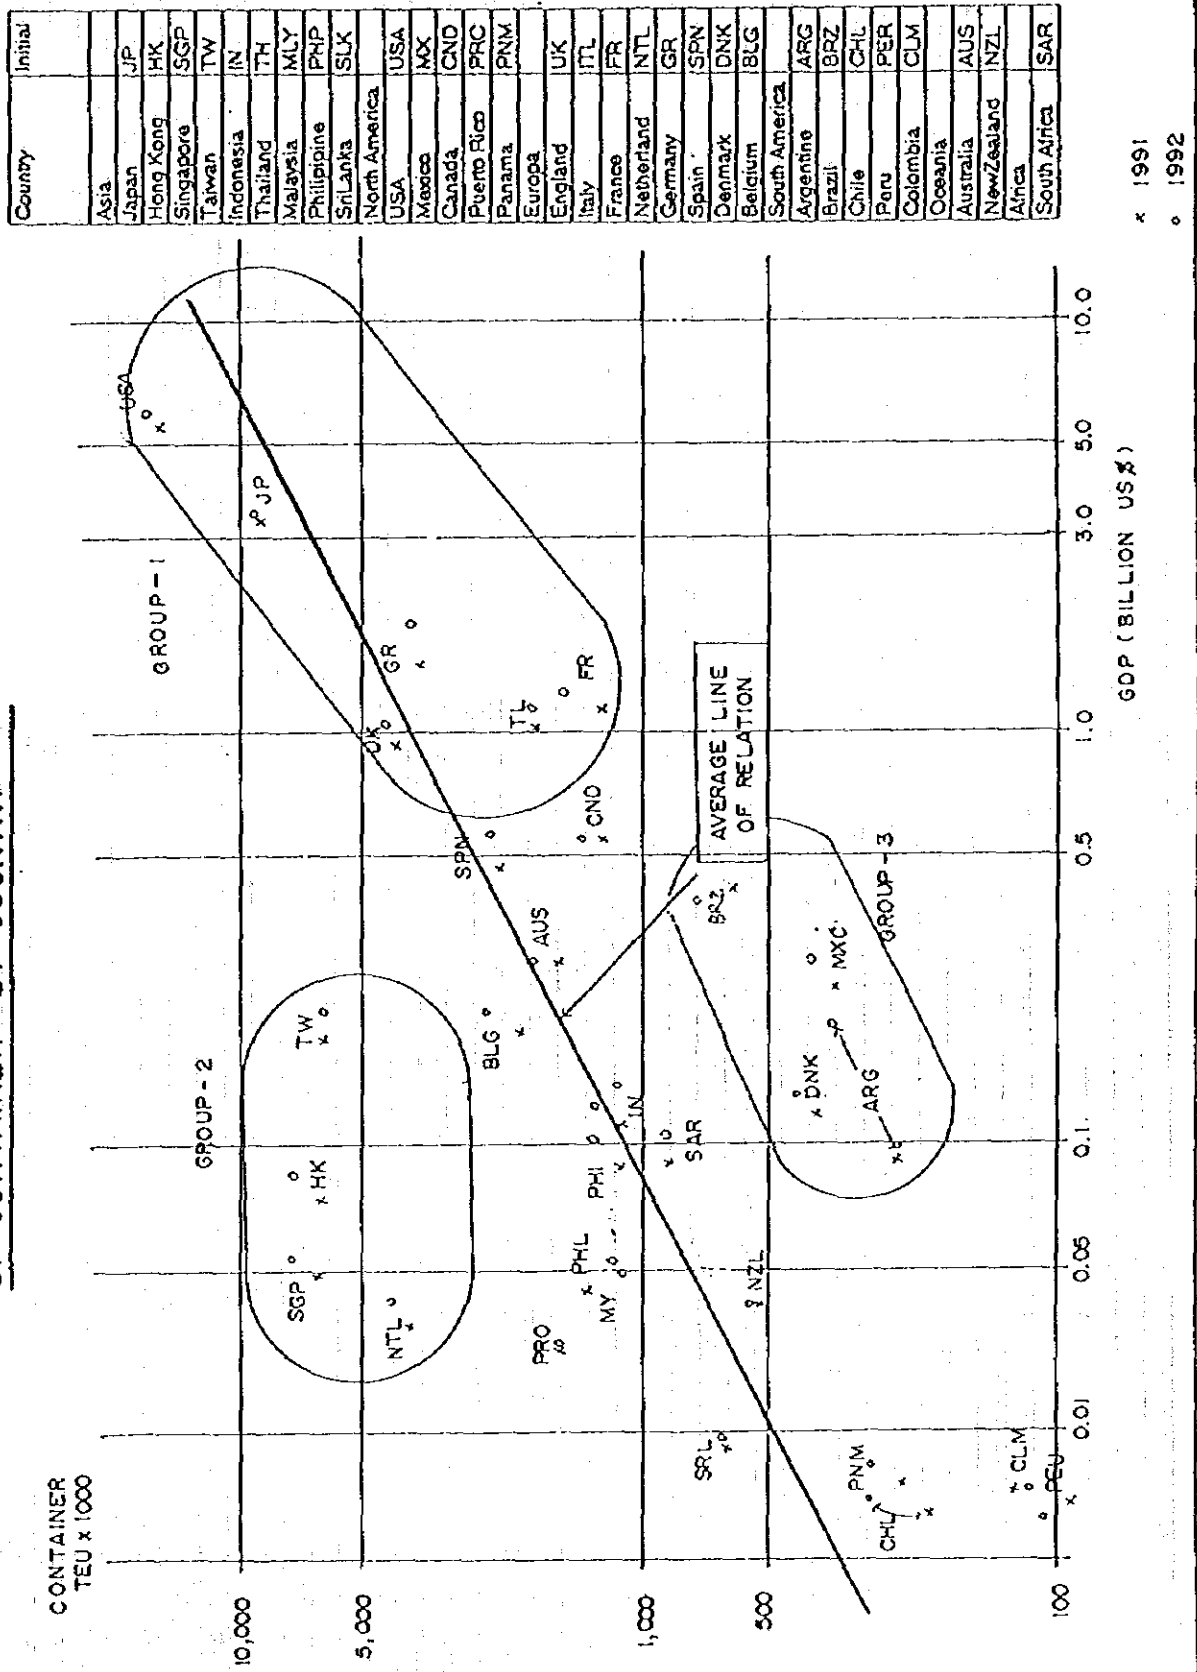 Country Initial
Asia
Japan JP
Hong Kong HK
Singapore SGP
Taiwan TW
Indonesia IN
Thailand TH
Malaysia MLY
Philipipine PHP
SriLanka SLK
North America
USA USA
Mexoco MX
Canada CND
Puerto Rico PRC
Panama PNM
Europa
England UK
Italy ITL
France FR
Netherland NTL
Germany GR
Spain SPN
Denmark DNK
Belgium BLG
South America
Argentine ARG
Brazil BRZ
Chile CHL
Peru PER
Colombia CLM
Oceania
Australia AUS
NewZealand NZL
Africa
South Africa SAR
x 1991
o 1992
CONTAINER
TEU x 1000
10,000
5,000
1,000
500
100
0.01
0.05
0.1
0.5
1.0
3.0
5.0
10.0
GDP (BILLION US$)
GROUP-1
USA
JP
GR
UK
ITL
FR
GROUP-2
TW
HK
SGP
NTL
SPN
CND
AUS
BLG
AVERAGE LINE
OF RELATION
IN
SAR
PHI
PHL
MY
PRO
NZL
SRL
GROUP-3
BRZ
MXC
DNK
ARG
PNM
CHL
CLM
PEU